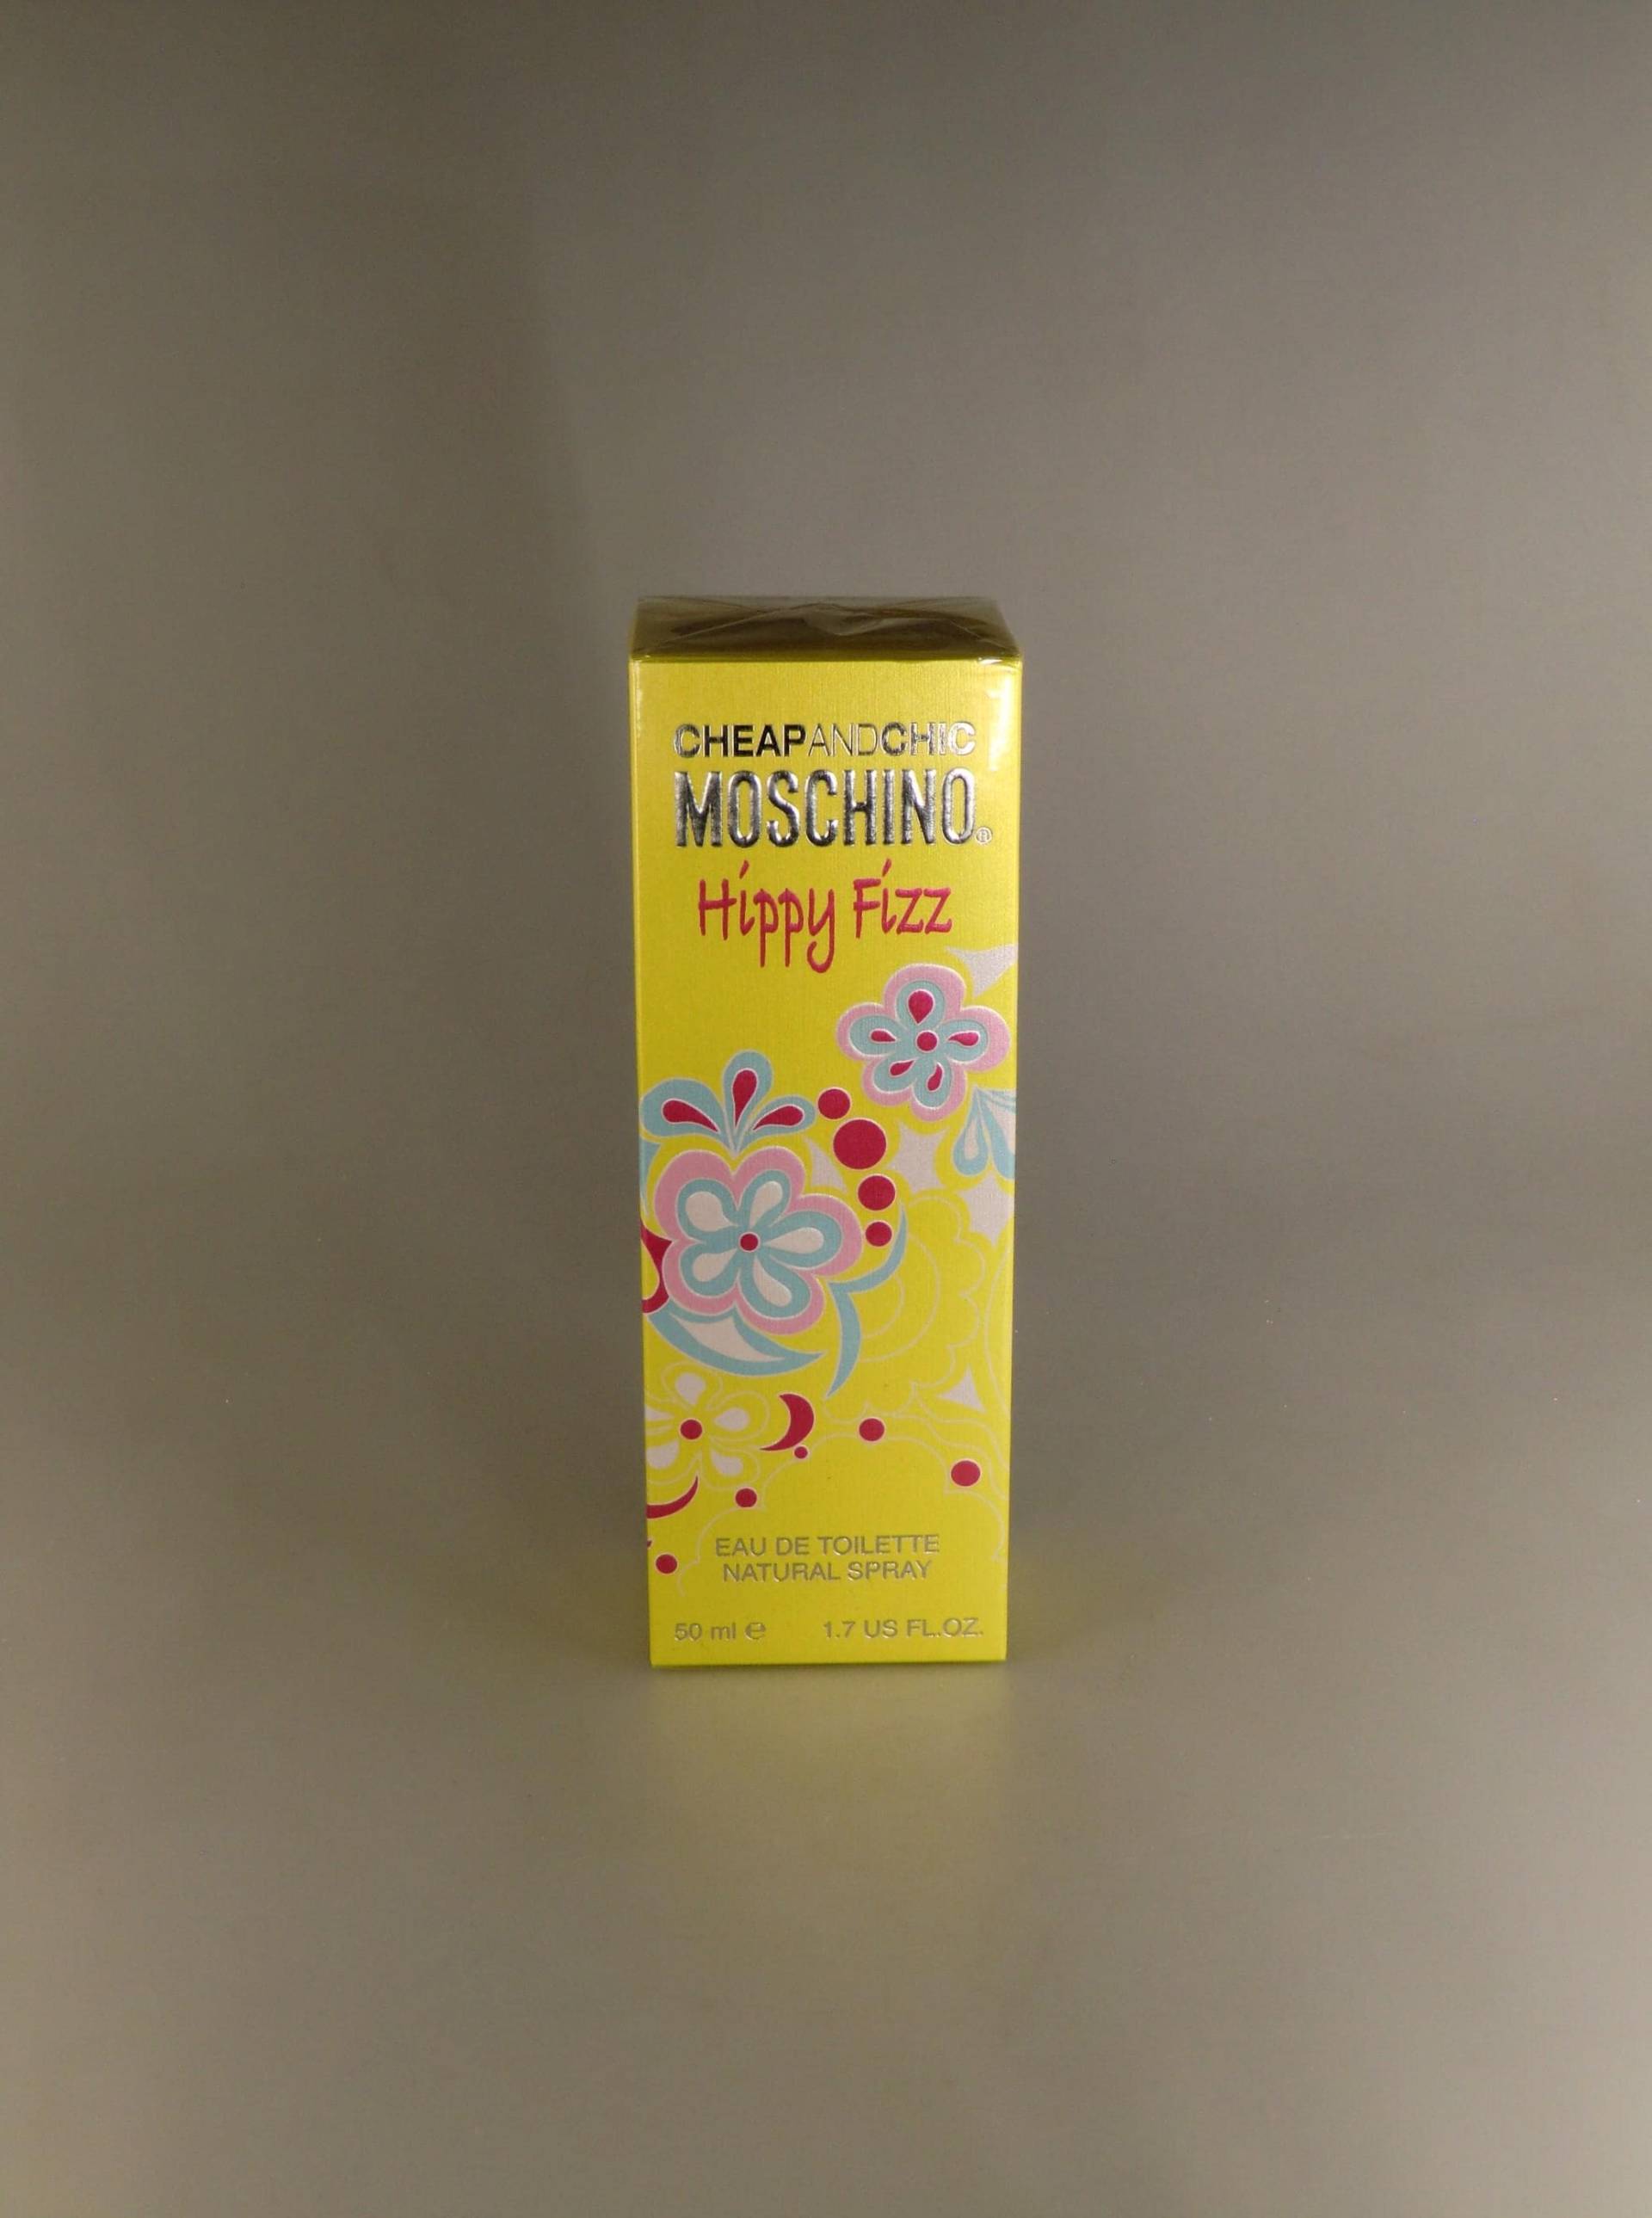 CHEAPANDCHIC
MOSCHINO®
Hippy Fizz
EAU DE TOILETTE
NATURAL SPRAY
50 ml ℮ 1.7 US FL.OZ.